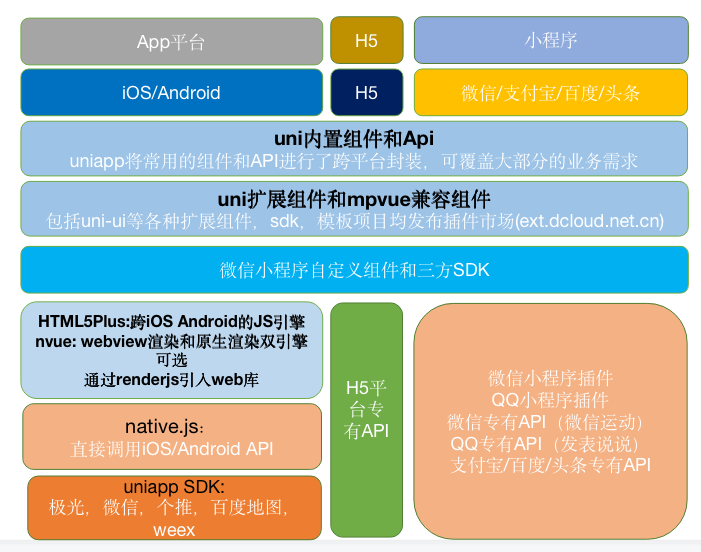 App平台
H5
小程序
iOS/Android
H5
微信/支付宝/百度/头条
uni内置组件和Api
uniapp将常用的组件和API进行了跨平台封装，可覆盖大部分的业务需求
uni扩展组件和mpvue兼容组件
包括uni-ui等各种扩展组件，sdk，模板项目均发布插件市场(ext.dcloud.net.cn)
微信小程序自定义组件和三方SDK
HTML5Plus:跨iOS Android的JS引擎
nvue: webview渲染和原生渲染双引擎
可选
通过renderjs引入web库
native.js:
直接调用iOS/Android API
uniapp SDK:
极光，微信，个推，百度地图，
weex
H5平
台专
有API
微信小程序插件
QQ小程序插件
微信专有API（微信运动）
QQ专有API（发表说说）
支付宝/百度/头条专有API